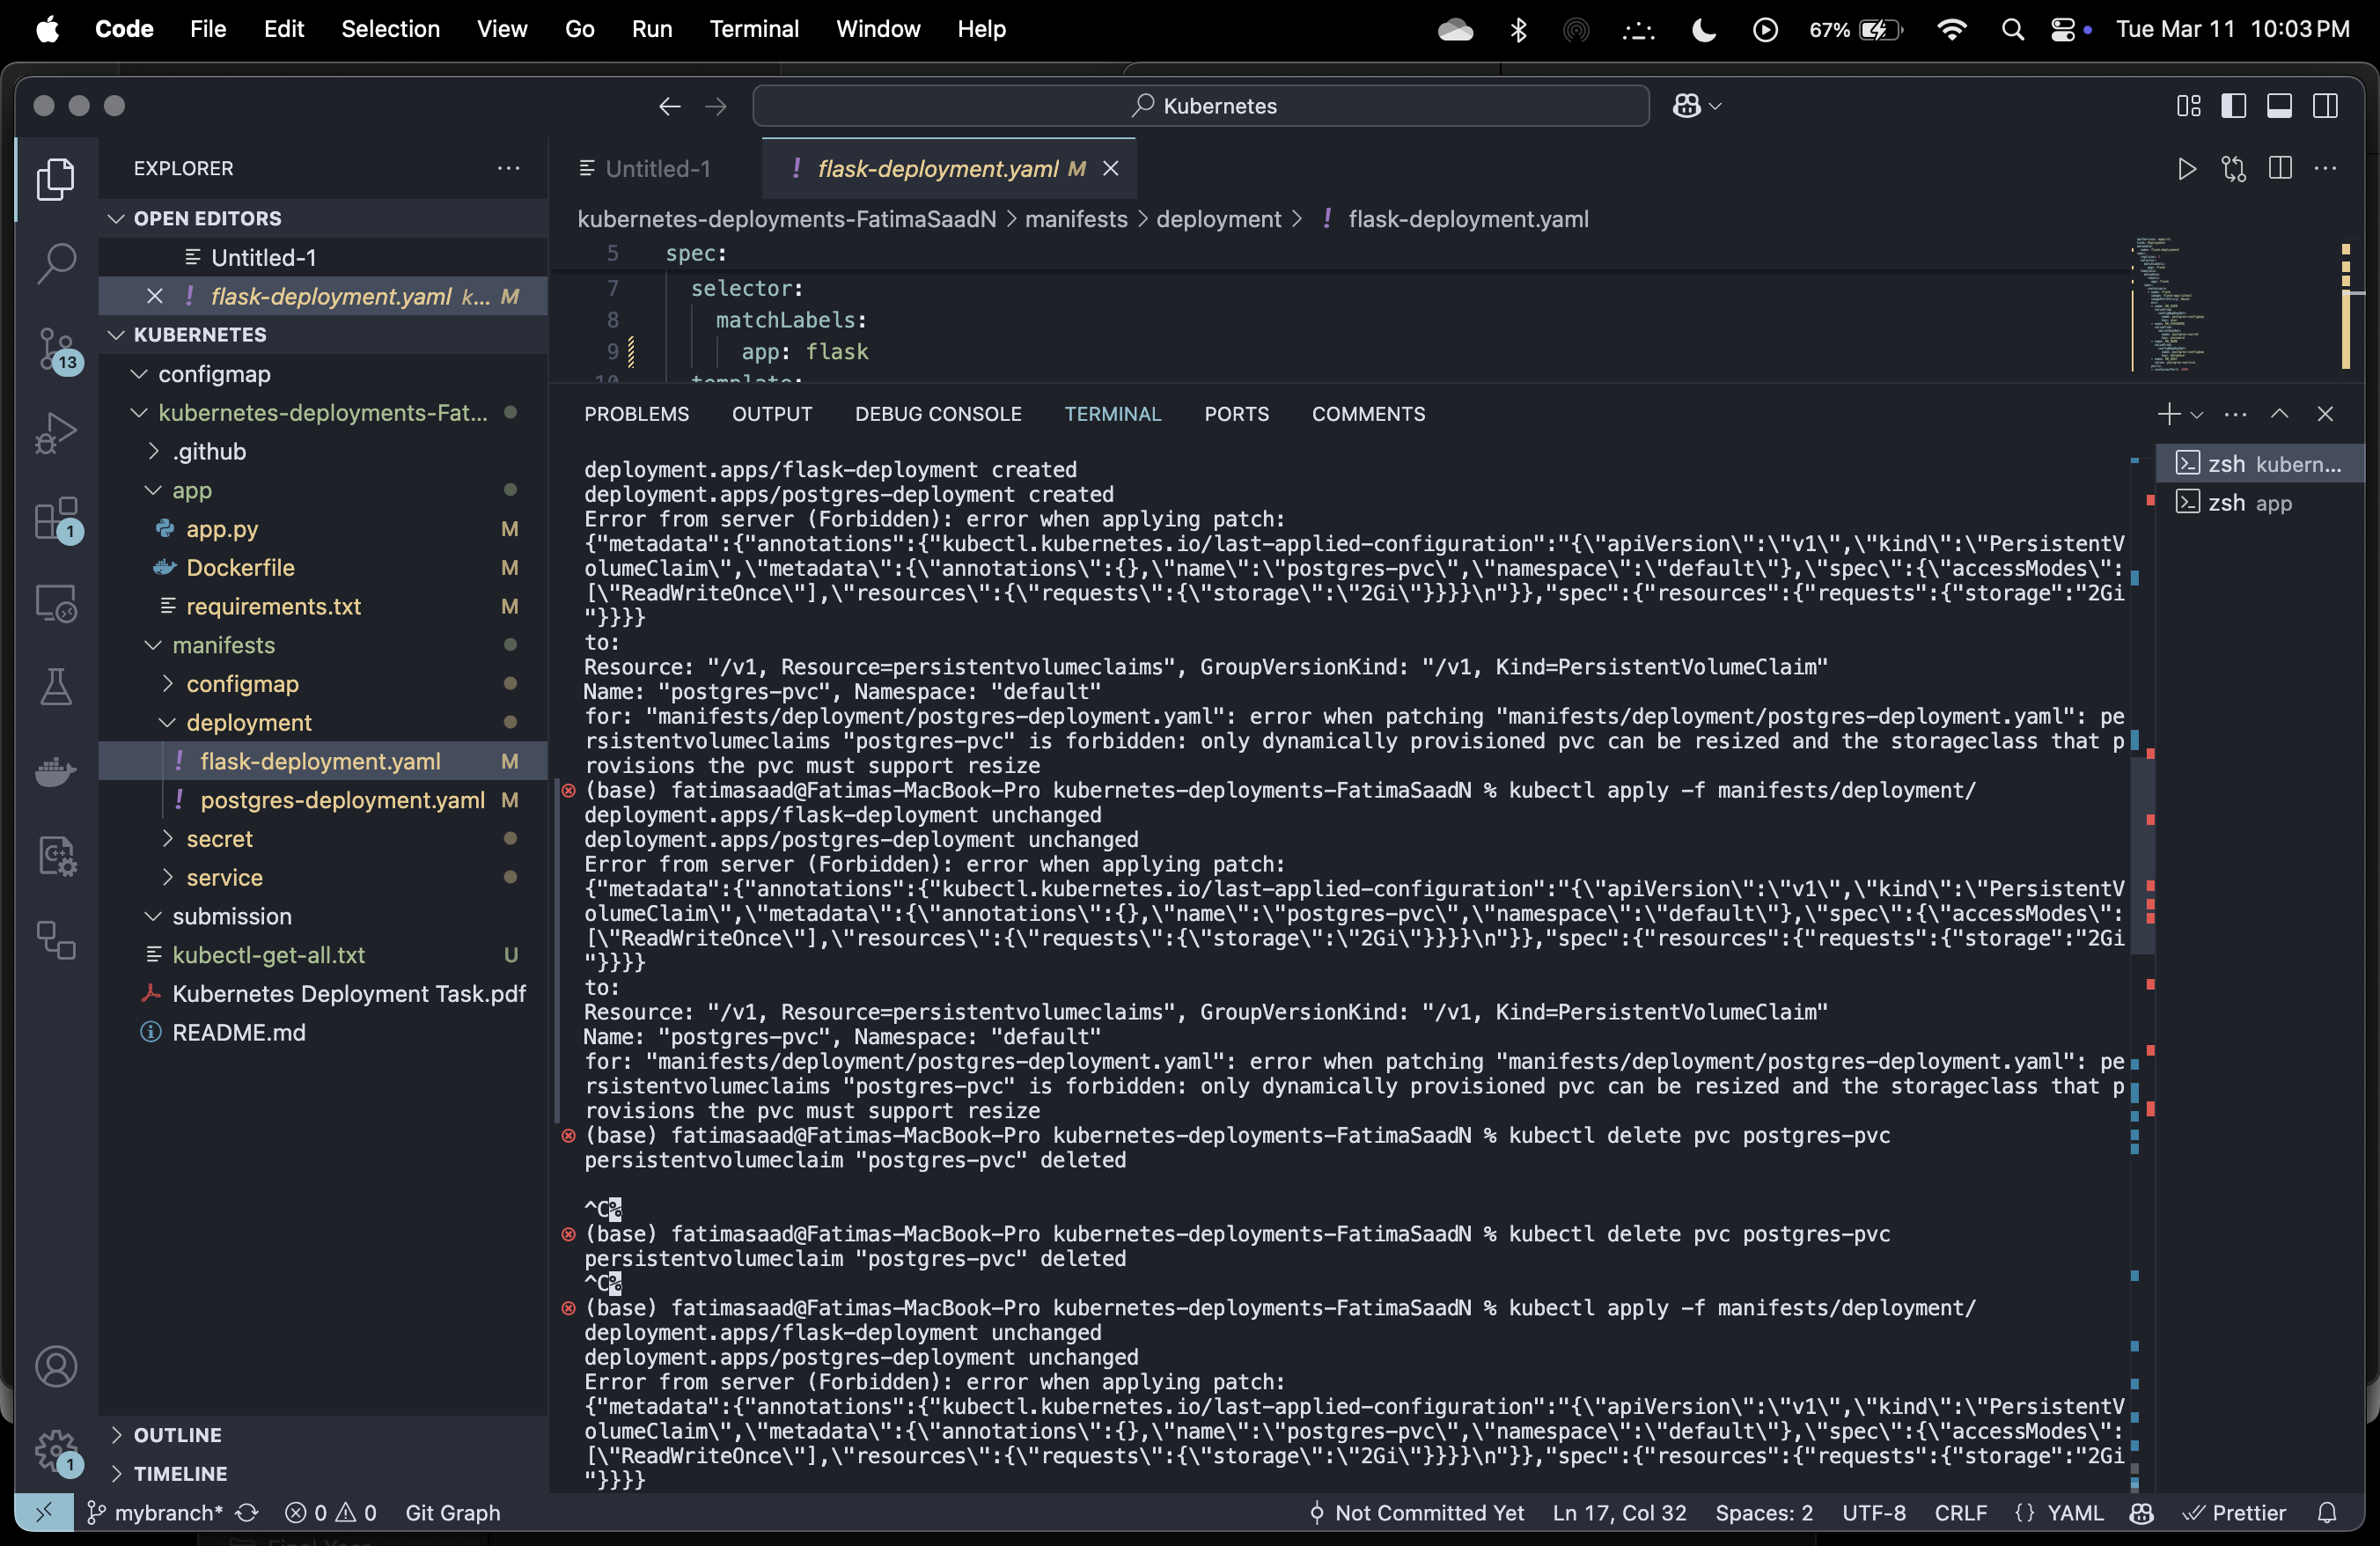 Code File Edit Selection View Go Run Terminal Window Help 67% Tue Mar 11 10:03 PM
Kubernetes
EXPLORER
OPEN EDITORS
Untitled-1
flask-deployment.yaml k... M
KUBERNETES
configmap
kubernetes-deployments-Fat...
.github
app
app.py M
Dockerfile M
requirements.txt M
manifests
configmap
deployment
flask-deployment.yaml M
postgres-deployment.yaml M
secret
service
submission
kubectl-get-all.txt U
Kubernetes Deployment Task.pdf
README.md
OUTLINE
TIMELINE
13
1
1
Untitled-1
! flask-deployment.yaml M
kubernetes-deployments-FatimaSaadN > manifests > deployment > ! flask-deployment.yaml
5 spec:
7 selector:
8 matchLabels:
9 app: flask
10 template:
PROBLEMS OUTPUT DEBUG CONSOLE TERMINAL PORTS COMMENTS
zsh kubern...
zsh app
deployment.apps/flask-deployment created
deployment.apps/postgres-deployment created
Error from server (Forbidden): error when applying patch:
{"metadata":{"annotations":{"kubectl.kubernetes.io/last-applied-configuration":"{\"apiVersion\":\"v1\",\"kind\":\"PersistentV
olumeClaim\",\"metadata\":{\"annotations\":{},\"name\":\"postgres-pvc\",\"namespace\":\"default\"},\"spec\":{\"accessModes\":
[\"ReadWriteOnce\"],\"resources\":{\"requests\":{\"storage\":\"2Gi\"}}}}\n"}},"spec":{"resources":{"requests":{"storage":"2Gi
"}}}}
to:
Resource: "/v1, Resource=persistentvolumeclaims", GroupVersionKind: "/v1, Kind=PersistentVolumeClaim"
Name: "postgres-pvc", Namespace: "default"
for: "manifests/deployment/postgres-deployment.yaml": error when patching "manifests/deployment/postgres-deployment.yaml": pe
rsistentvolumeclaims "postgres-pvc" is forbidden: only dynamically provisioned pvc can be resized and the storageclass that p
rovisions the pvc must support resize
(base) fatimasaad@Fatimas-MacBook-Pro kubernetes-deployments-FatimaSaadN % kubectl apply -f manifests/deployment/
deployment.apps/flask-deployment unchanged
deployment.apps/postgres-deployment unchanged
Error from server (Forbidden): error when applying patch:
{"metadata":{"annotations":{"kubectl.kubernetes.io/last-applied-configuration":"{\"apiVersion\":\"v1\",\"kind\":\"PersistentV
olumeClaim\",\"metadata\":{\"annotations\":{},\"name\":\"postgres-pvc\",\"namespace\":\"default\"},\"spec\":{\"accessModes\":
[\"ReadWriteOnce\"],\"resources\":{\"requests\":{\"storage\":\"2Gi\"}}}}\n"}},"spec":{"resources":{"requests":{"storage":"2Gi
"}}}}
to:
Resource: "/v1, Resource=persistentvolumeclaims", GroupVersionKind: "/v1, Kind=PersistentVolumeClaim"
Name: "postgres-pvc", Namespace: "default"
for: "manifests/deployment/postgres-deployment.yaml": error when patching "manifests/deployment/postgres-deployment.yaml": pe
rsistentvolumeclaims "postgres-pvc" is forbidden: only dynamically provisioned pvc can be resized and the storageclass that p
rovisions the pvc must support resize
(base) fatimasaad@Fatimas-MacBook-Pro kubernetes-deployments-FatimaSaadN % kubectl delete pvc postgres-pvc
persistentvolumeclaim "postgres-pvc" deleted
^C%
(base) fatimasaad@Fatimas-MacBook-Pro kubernetes-deployments-FatimaSaadN % kubectl delete pvc postgres-pvc
persistentvolumeclaim "postgres-pvc" deleted
^C%
(base) fatimasaad@Fatimas-MacBook-Pro kubernetes-deployments-FatimaSaadN % kubectl apply -f manifests/deployment/
deployment.apps/flask-deployment unchanged
deployment.apps/postgres-deployment unchanged
Error from server (Forbidden): error when applying patch:
{"metadata":{"annotations":{"kubectl.kubernetes.io/last-applied-configuration":"{\"apiVersion\":\"v1\",\"kind\":\"PersistentV
olumeClaim\",\"metadata\":{\"annotations\":{},\"name\":\"postgres-pvc\",\"namespace\":\"default\"},\"spec\":{\"accessModes\":
[\"ReadWriteOnce\"],\"resources\":{\"requests\":{\"storage\":\"2Gi\"}}}}\n"}},"spec":{"resources":{"requests":{"storage":"2Gi
"}}}}
mybranch* 0 0 Git Graph Not Committed Yet Ln 17, Col 32 Spaces: 2 UTF-8 CRLF {} YAML Prettier